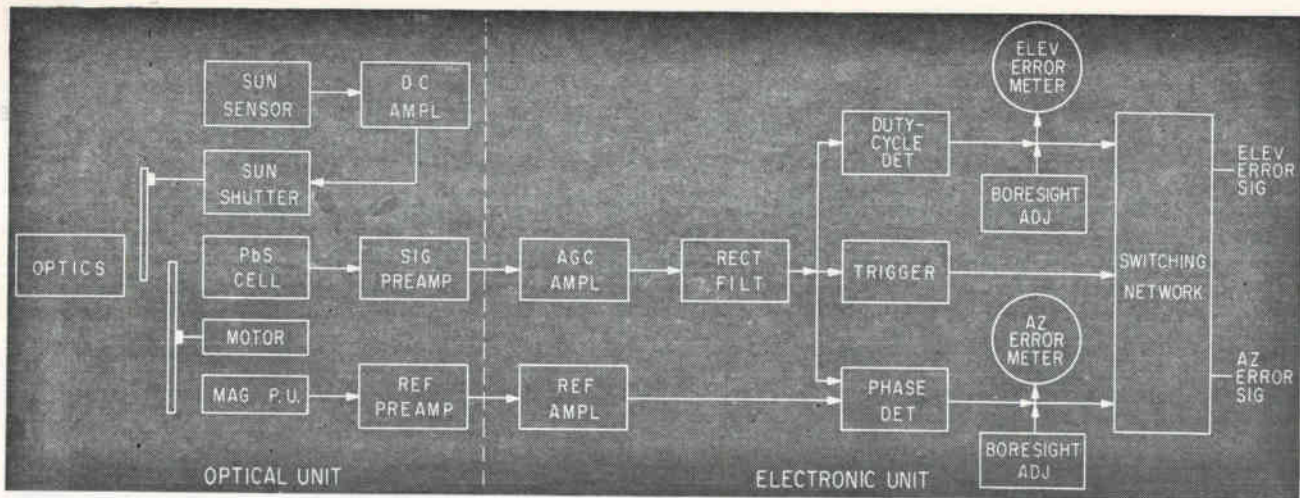 SUN
SENSOR
D C
AMPL
SUN
SHUTTER
OPTICS
PbS
CELL
SIG
PREAMP
MOTOR
MAG P.U.
REF
PREAMP
OPTICAL UNIT
AGC
AMPL
RECT
FILT
REF
AMPL
DUTY-
CYCLE
DET
ELEV
ERROR
METER
BORESIGHT
ADJ
TRIGGER
AZ
ERROR
METER
PHASE
DET
BORESIGHT
ADJ
SWITCHING
NETWORK
ELEV
ERROR
SIG
AZ
ERROR
SIG
ELECTRONIC UNIT